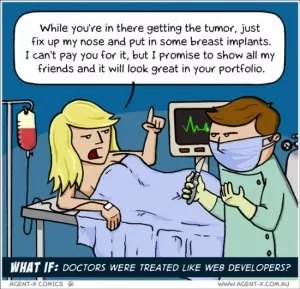 While you're in there getting the tumor, just
fix up my nose and put in some breast implants.
I can't pay you for it, but I promise to show all my
friends and it will look great in your portfolio.
WHAT IF: DOCTORS WERE TREATED LIKE WEB DEVELOPERS?
AGENT-X COMICS WWW.AGENT-X.COM.AU